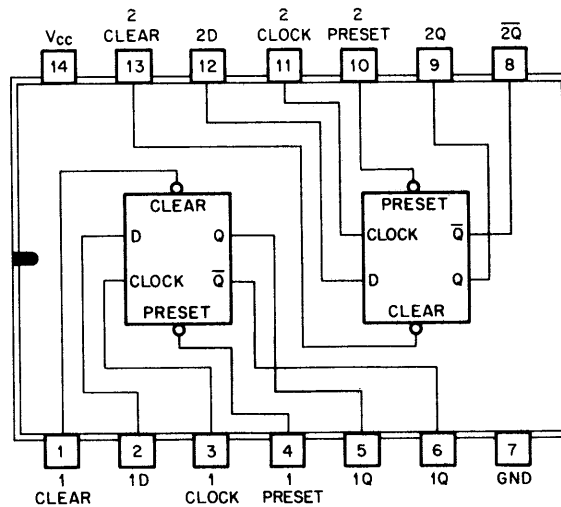 2 2 2
Vcc CLEAR 2D CLOCK PRESET 2Q 2Q̅
14 13 12 11 10 9 8
CLEAR PRESET
D Q CLOCK Q̅
CLOCK Q̅ D Q
PRESET CLEAR
1 2 3 4 5 6 7
1 1D 1 1 1Q 1Q GND
CLEAR CLOCK PRESET